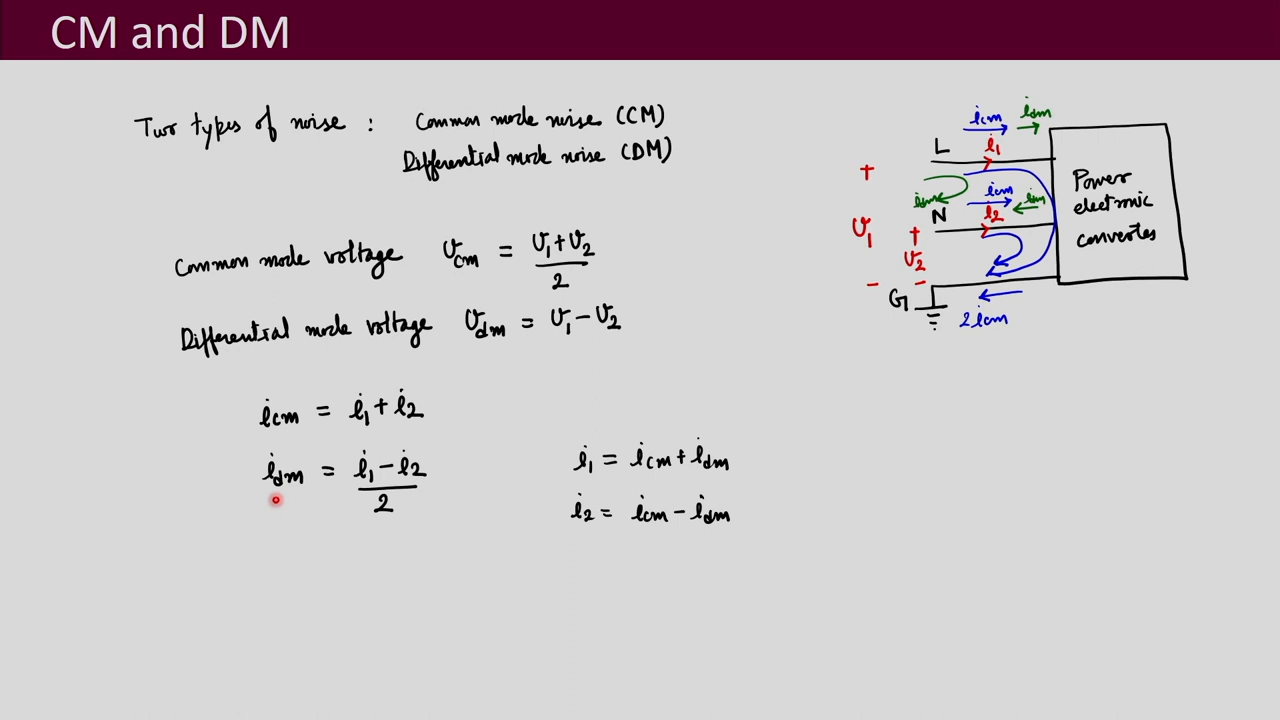 CM and DM
Two types of noise : Common mode noise (CM)
Differential mode noise (DM)
Common mode voltage Vcm = (V1 + V2) / 2
Differential mode voltage Vdm = V1 - V2
icm = i1 + i2
idm = (i1 - i2) / 2
i1 = icm + idm
i2 = icm - idm
icm idm
L i1
+
idm icm idm
N i2
V1 + V2 -
-
G
2icm
Power
electronic
converter